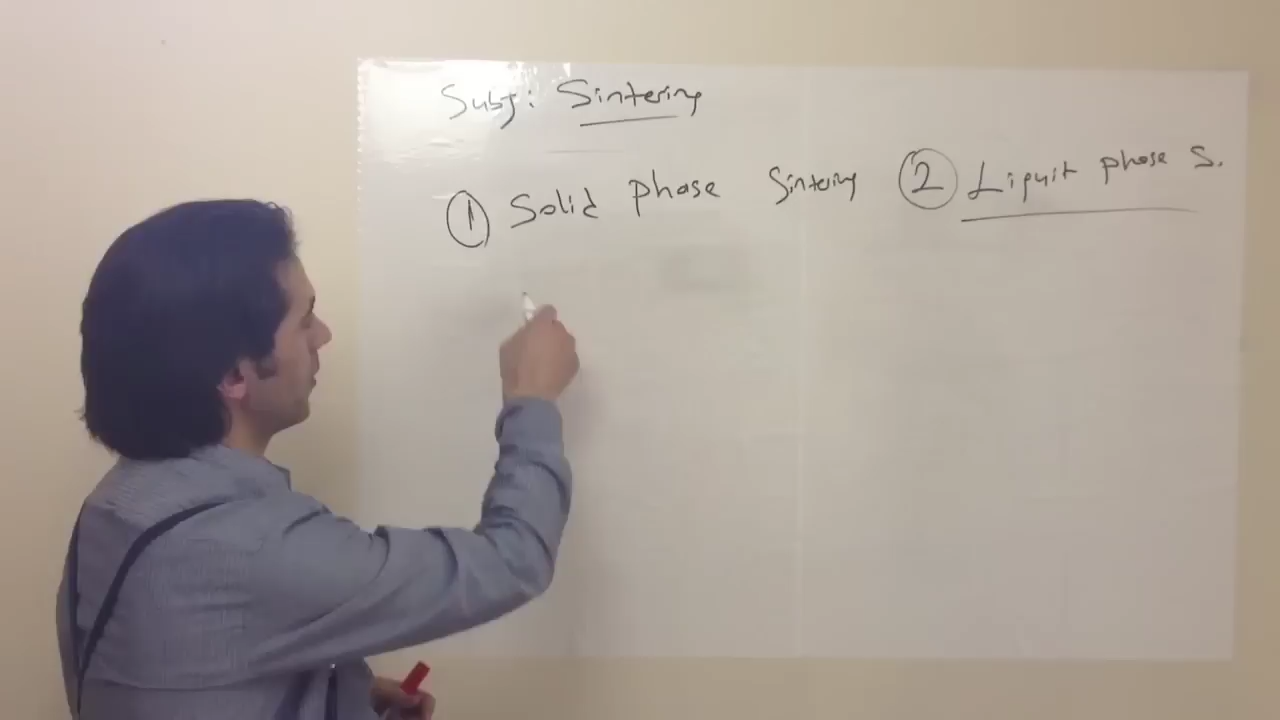 Subj: Sintering
① Solid phase Sintering ② Liquit phase S.